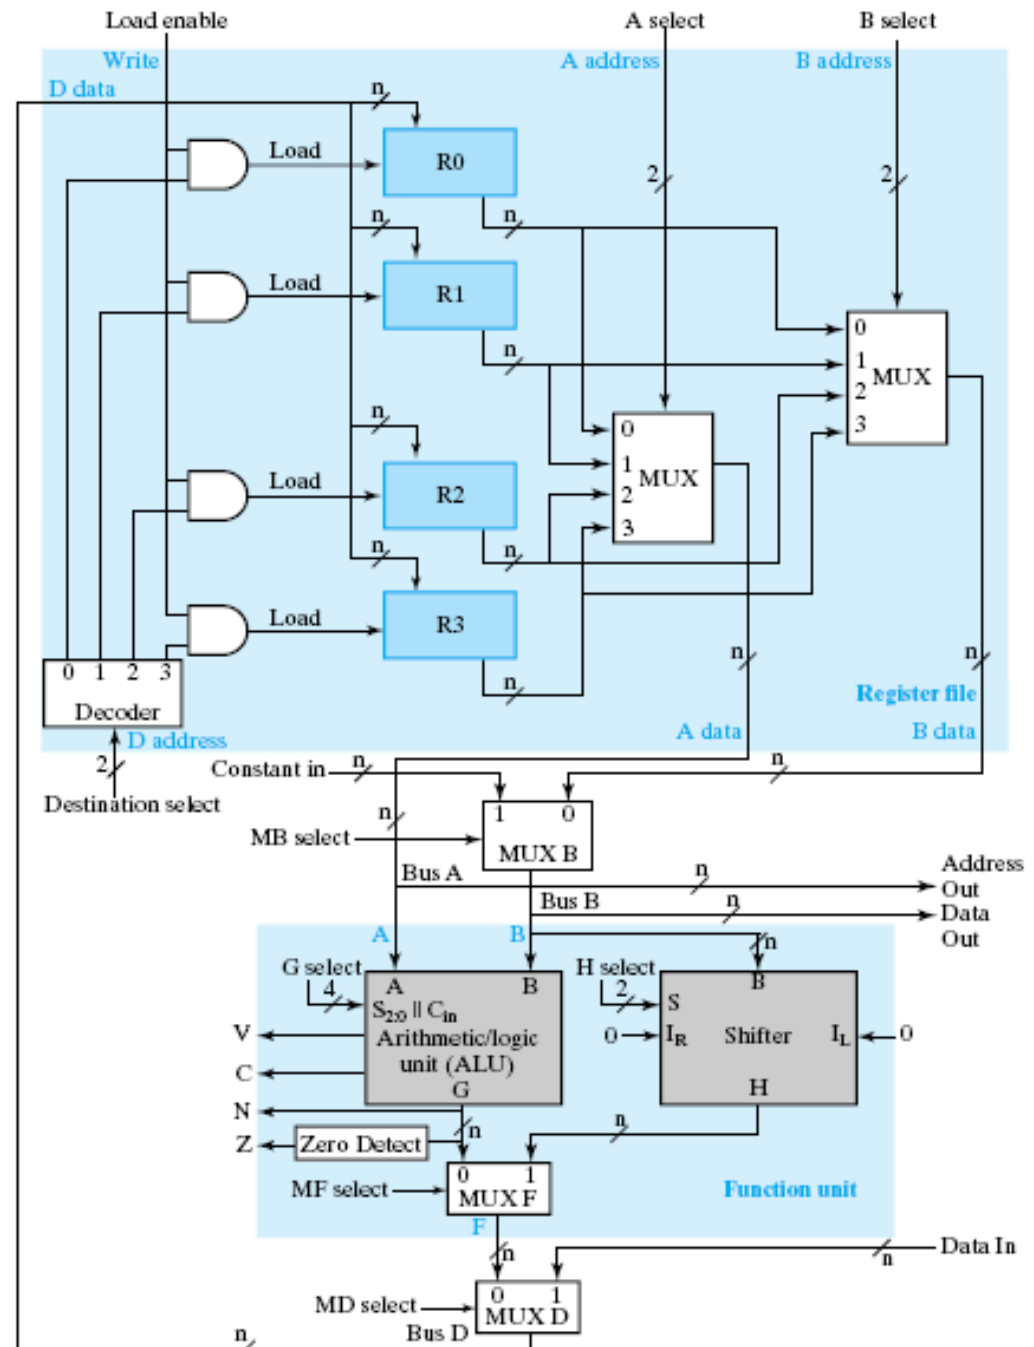 Load enable
A select
B select
Write
A address
B address
D data
n
Load
R0
2
2
n
n
Load
R1
0
n
1
MUX
2
n
3
0
1
Load
R2
MUX
2
n
3
n
Load
R3
0 1 2 3
n
n
n
Register file
Decoder
D address
A data
B data
2
Constant in
n
n
Destination select
n
1 0
MB select
MUX B
Bus A
n
Address
Out
Bus B
n
Data
Out
A
B
n
G select
H select
4
A
B
2
B
S2:0 || Cin
S
V
Arithmetic/logic
unit (ALU)
0
IR
Shifter
IL
0
C
G
H
N
n
n
Z
Zero Detect
0 1
MF select
MUX F
Function unit
F
n
n
Data In
0 1
MD select
MUX D
Bus D
n